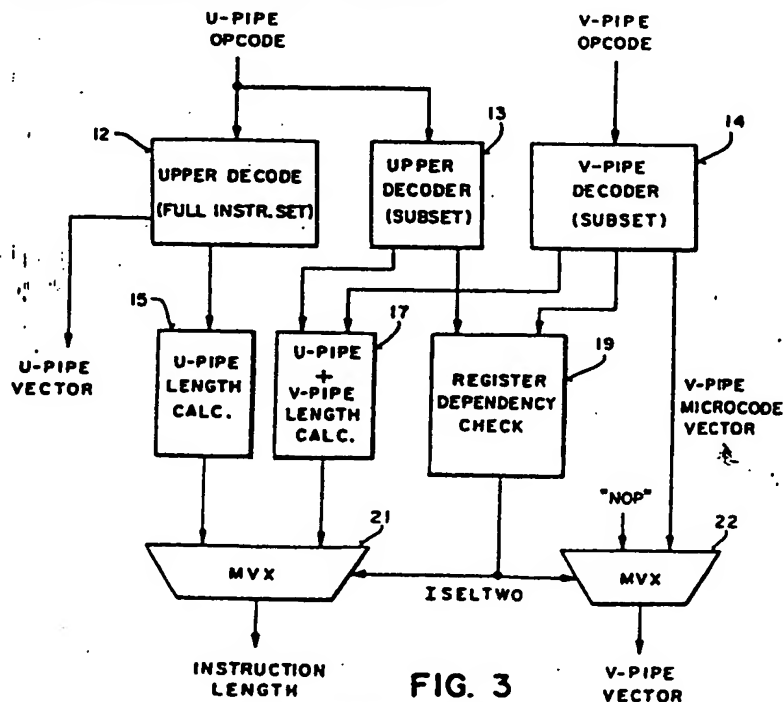 U-PIPE
OPCODE
V-PIPE
OPCODE
12
13
14
UPPER DECODE
(FULL INSTR. SET)
UPPER
DECODER
(SUBSET)
V-PIPE
DECODER
(SUBSET)
15
17
19
U-PIPE
VECTOR
U-PIPE
LENGTH
CALC.
U-PIPE
+
V-PIPE
LENGTH
CALC.
REGISTER
DEPENDENCY
CHECK
V-PIPE
MICROCODE
VECTOR
"NOP"
21
22
MVX
ISELTWO
MVX
INSTRUCTION
LENGTH
FIG. 3
V-PIPE
VECTOR